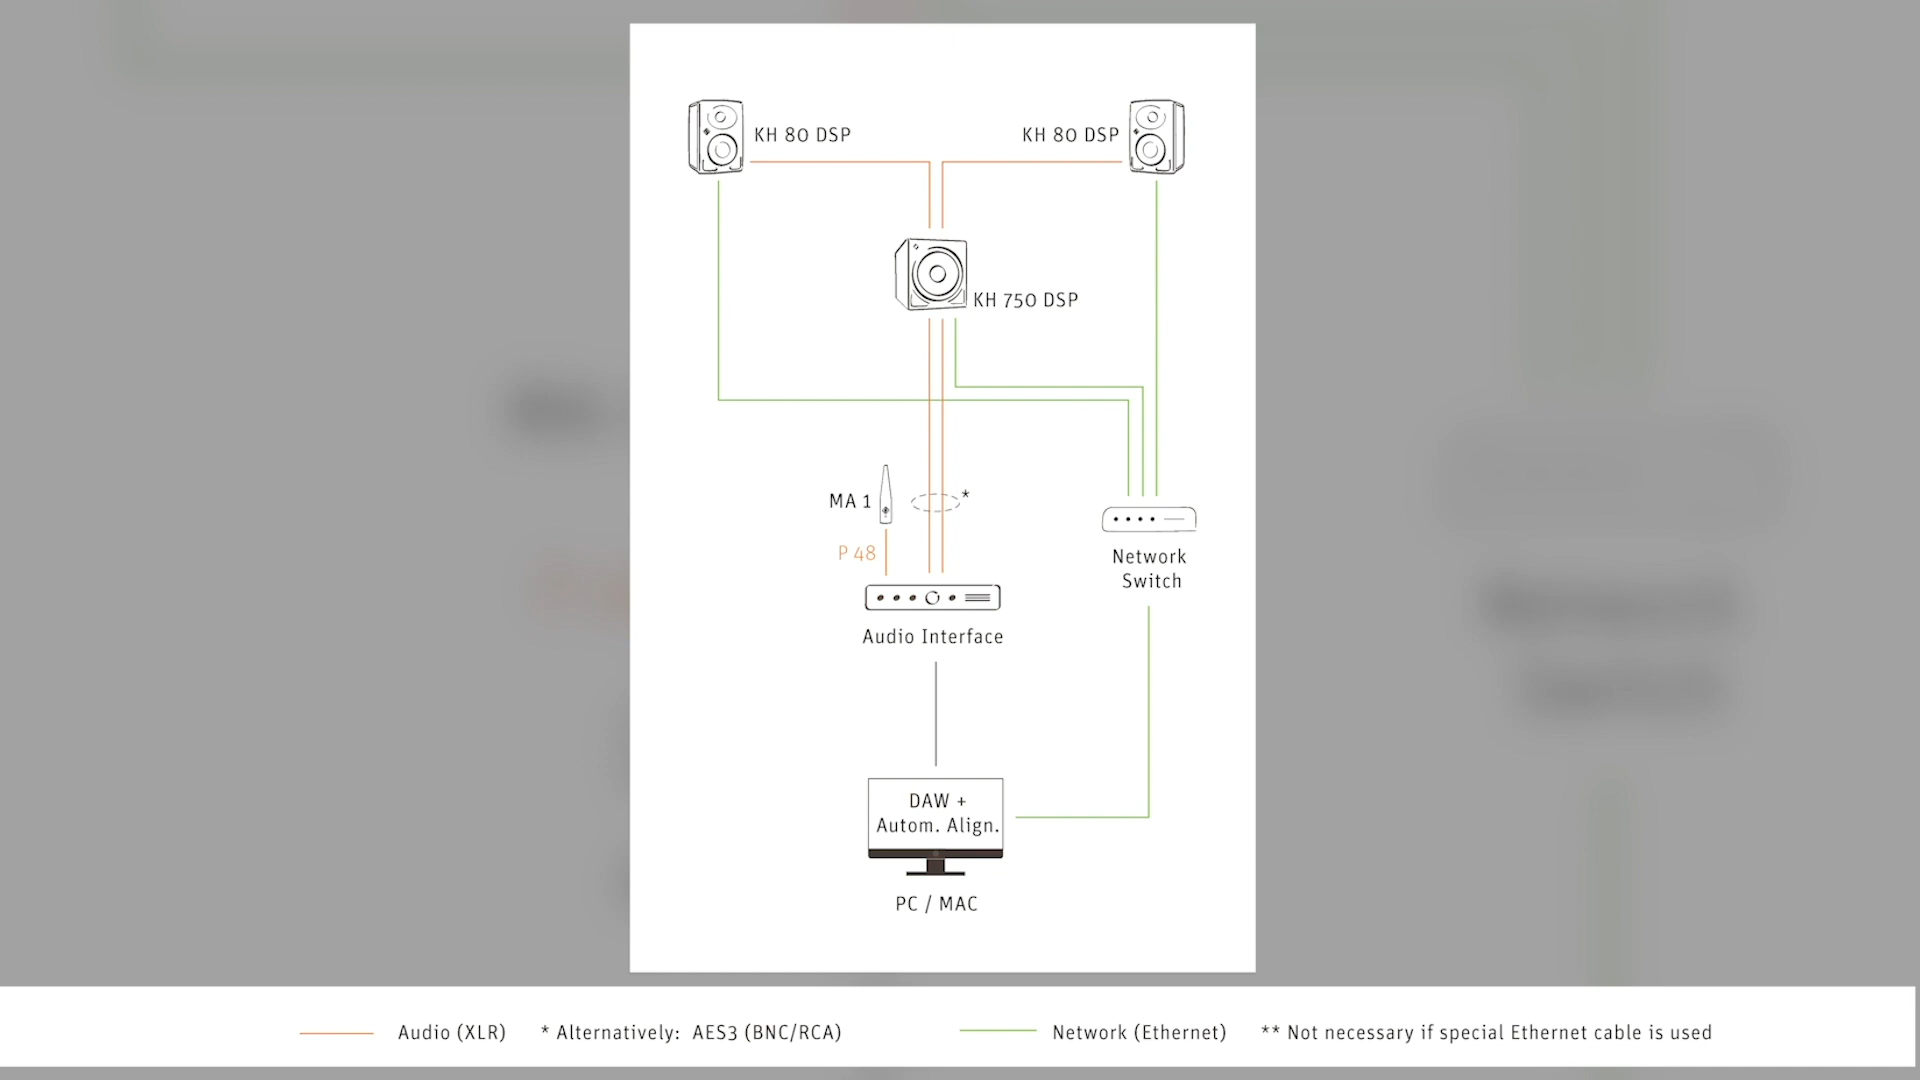 KH 80 DSP
KH 80 DSP
KH 750 DSP
MA 1
*
P 48
Network
Switch
Audio Interface
DAW +
Autom. Align.
PC / MAC
Audio (XLR)
* Alternatively: AES3 (BNC/RCA)
Network (Ethernet)
** Not necessary if special Ethernet cable is used